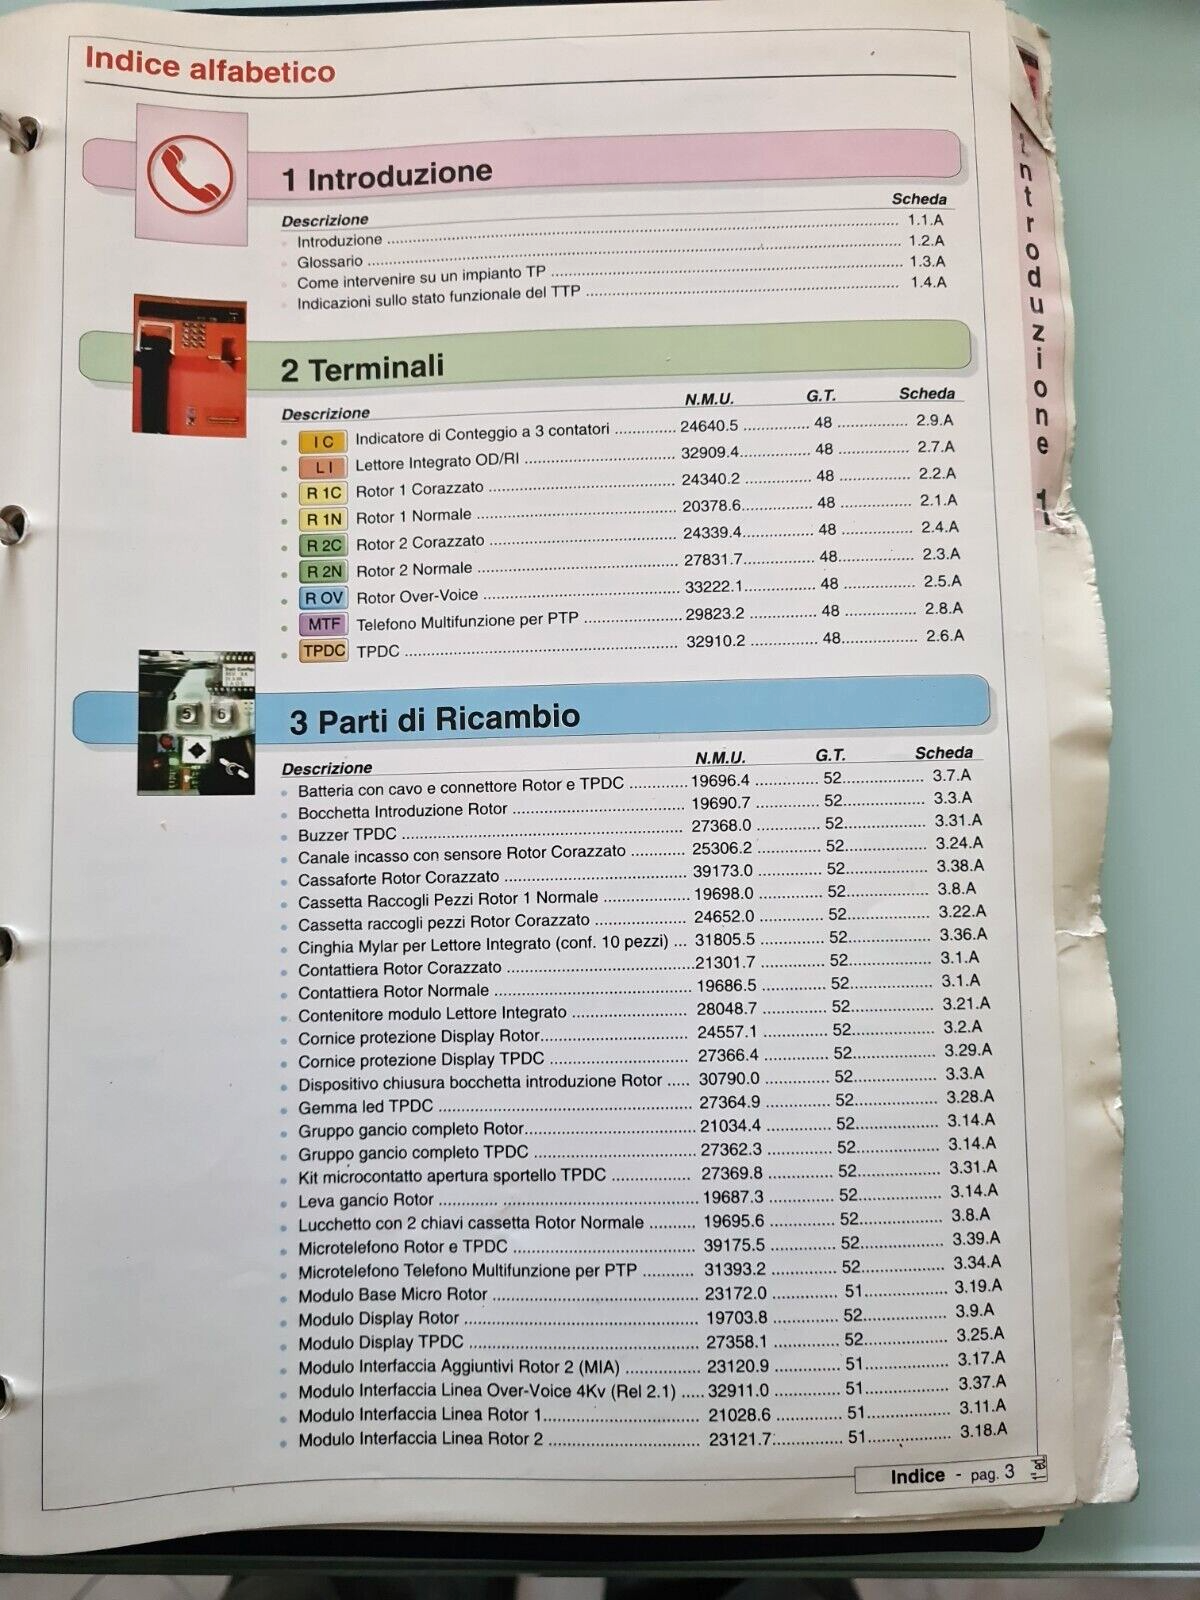 Indice alfabetico
1 Introduzione
Descrizione Scheda
Introduzione 1.1.A
Glossario 1.2.A
Come intervenire su un impianto TP 1.3.A
Indicazioni sullo stato funzionale del TTP 1.4.A
2 Terminali
Descrizione N.M.U. G.T. Scheda
I C Indicatore di Conteggio a 3 contatori 24640.5 48 2.9.A
L I Lettore Integrato OD/RI 32909.4 48 2.7.A
R 1C Rotor 1 Corazzato 24340.2 48 2.2.A
R 1N Rotor 1 Normale 20378.6 48 2.1.A
R 2C Rotor 2 Corazzato 24339.4 48 2.4.A
R 2N Rotor 2 Normale 27831.7 48 2.3.A
R OV Rotor Over-Voice 33222.1 48 2.5.A
MTF Telefono Multifunzione per PTP 29823.2 48 2.8.A
TPDC TPDC 32910.2 48 2.6.A
5 6
3 Parti di Ricambio
Descrizione N.M.U. G.T. Scheda
Batteria con cavo e connettore Rotor e TPDC 19696.4 52 3.7.A
Bocchetta Introduzione Rotor 19690.7 52 3.3.A
Buzzer TPDC 27368.0 52 3.31.A
Canale incasso con sensore Rotor Corazzato 25306.2 52 3.24.A
Cassaforte Rotor Corazzato 39173.0 52 3.38.A
Cassetta Raccogli Pezzi Rotor 1 Normale 19698.0 52 3.8.A
Cassetta raccogli pezzi Rotor Corazzato 24652.0 52 3.22.A
Cinghia Mylar per Lettore Integrato (conf. 10 pezzi) 31805.5 52 3.36.A
Contattiera Rotor Corazzato 21301.7 52 3.1.A
Contattiera Rotor Normale 19686.5 52 3.1.A
Contenitore modulo Lettore Integrato 28048.7 52 3.21.A
Cornice protezione Display Rotor 24557.1 52 3.2.A
Cornice protezione Display TPDC 27366.4 52 3.29.A
Dispositivo chiusura bocchetta introduzione Rotor 30790.0 52 3.3.A
Gemma led TPDC 27364.9 52 3.28.A
Gruppo gancio completo Rotor 21034.4 52 3.14.A
Gruppo gancio completo TPDC 27362.3 52 3.14.A
Kit microcontatto apertura sportello TPDC 27369.8 52 3.31.A
Leva gancio Rotor 19687.3 52 3.14.A
Lucchetto con 2 chiavi cassetta Rotor Normale 19695.6 52 3.8.A
Microtelefono Rotor e TPDC 39175.5 52 3.39.A
Microtelefono Telefono Multifunzione per PTP 31393.2 52 3.34.A
Modulo Base Micro Rotor 23172.0 51 3.19.A
Modulo Display Rotor 19703.8 52 3.9.A
Modulo Display TPDC 27358.1 52 3.25.A
Modulo Interfaccia Aggiuntivi Rotor 2 (MIA) 23120.9 51 3.17.A
Modulo Interfaccia Linea Over-Voice 4Kv (Rel 2.1) 32911.0 51 3.37.A
Modulo Interfaccia Linea Rotor 1 21028.6 51 3.11.A
Modulo Interfaccia Linea Rotor 2 23121.7 51 3.18.A
Indice - pag. 3
Introduzione 1